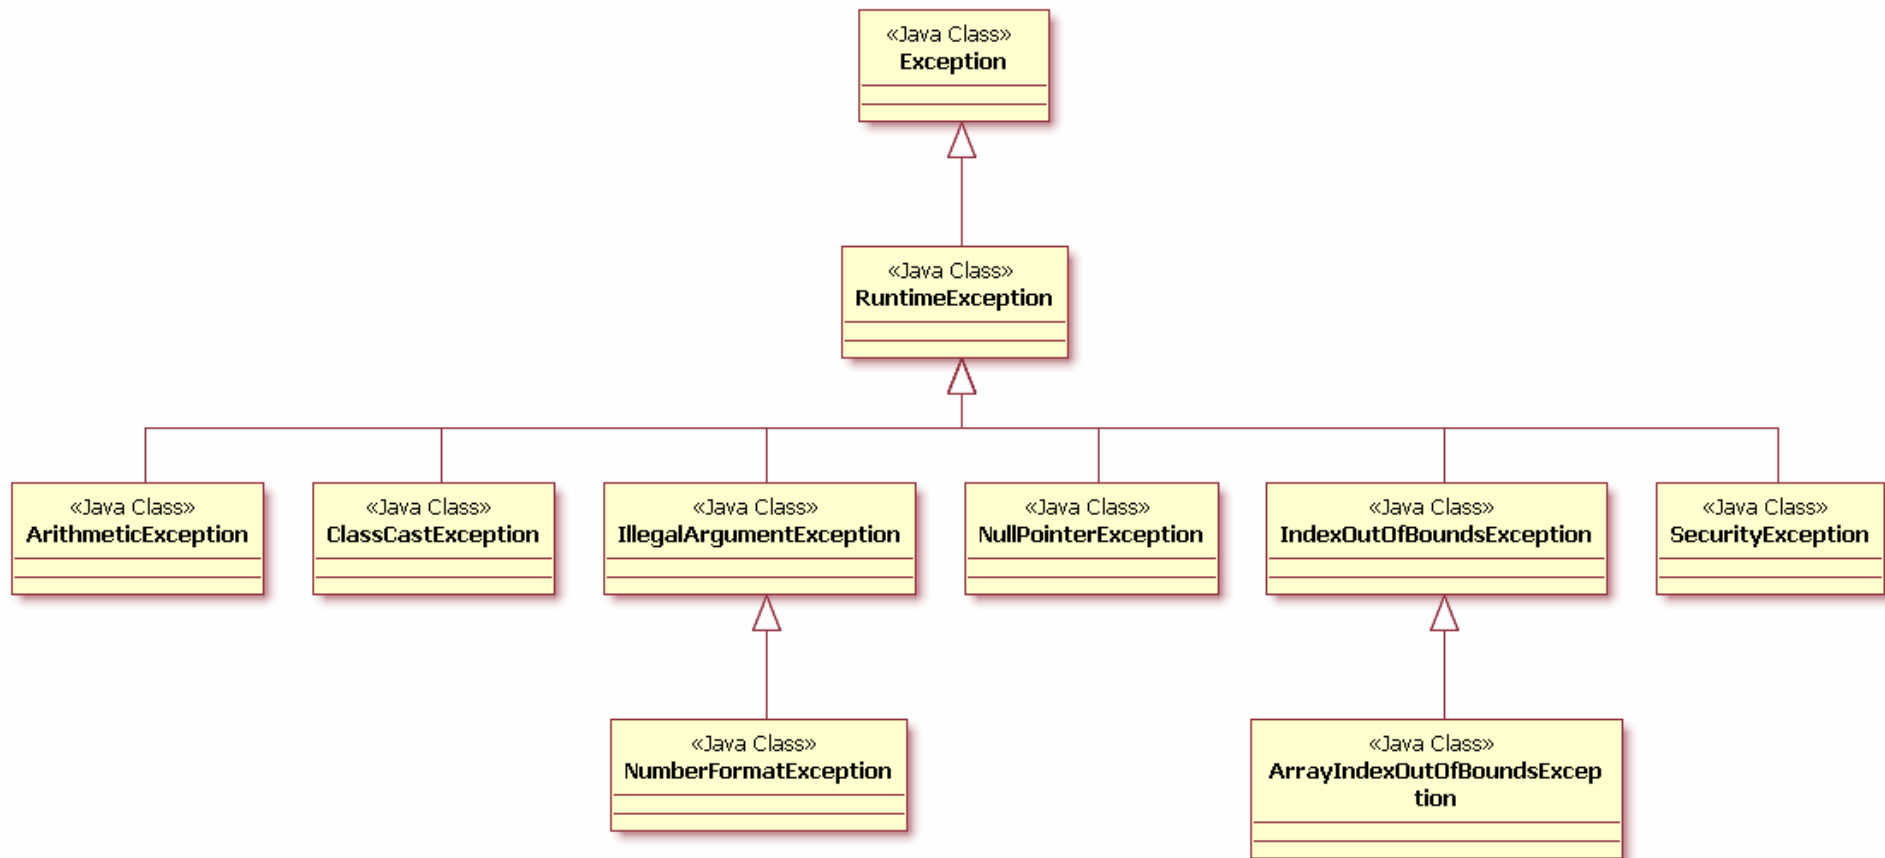 «Java Class»
Exception
«Java Class»
RuntimeException
«Java Class»
ArithmeticException
«Java Class»
ClassCastException
«Java Class»
IllegalArgumentException
«Java Class»
NullPointerException
«Java Class»
IndexOutOfBoundsException
«Java Class»
SecurityException
«Java Class»
NumberFormatException
«Java Class»
ArrayIndexOutOfBoundsExcep
tion